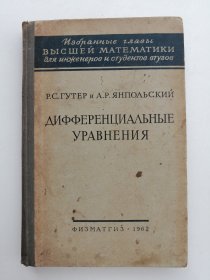 Избранные главы
ВЫСШЕЙ МАТЕМАТИКИ
для инженеров и студентов втузов
Р.С. ГУТЕР и А.Р. ЯНПОЛЬСКИЙ
ДИФФЕРЕНЦИАЛЬНЫЕ
УРАВНЕНИЯ
ФИЗМАТГИЗ · 1962